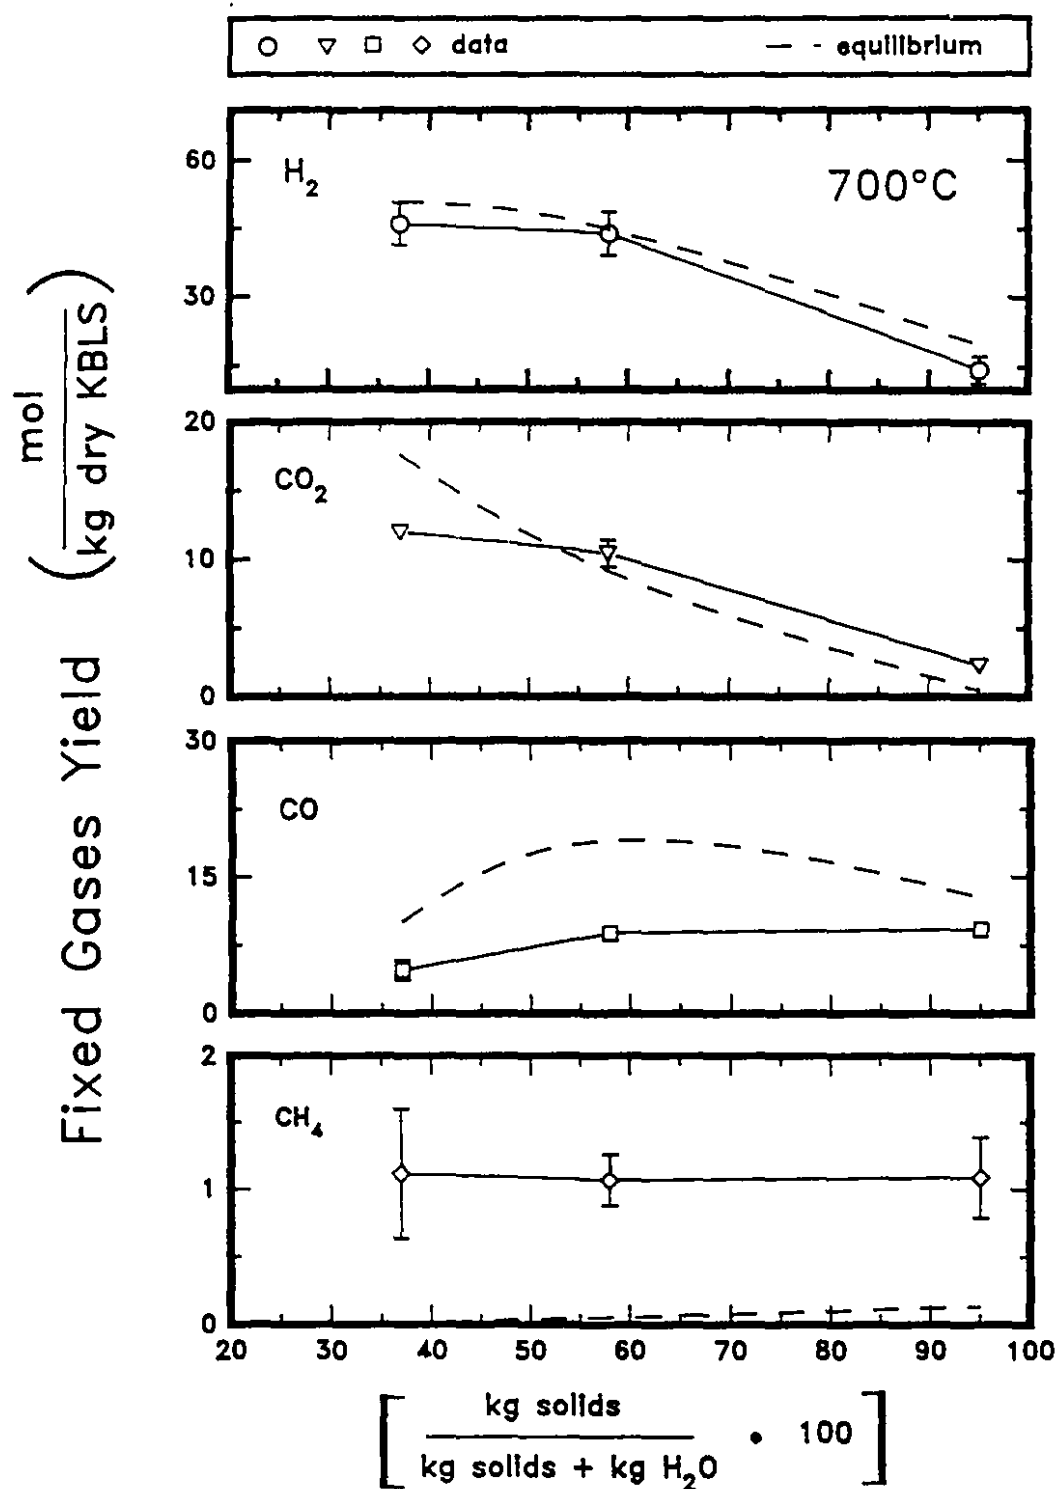 data equilibrium
H2 700°C
60
30
CO2
20
10
0
CO
30
15
0
CH4
2
1
0
20 30 40 50 60 70 80 90 100
Fixed Gases Yield (mol / kg dry KBLS)
[kg solids / kg solids + kg H2O • 100]